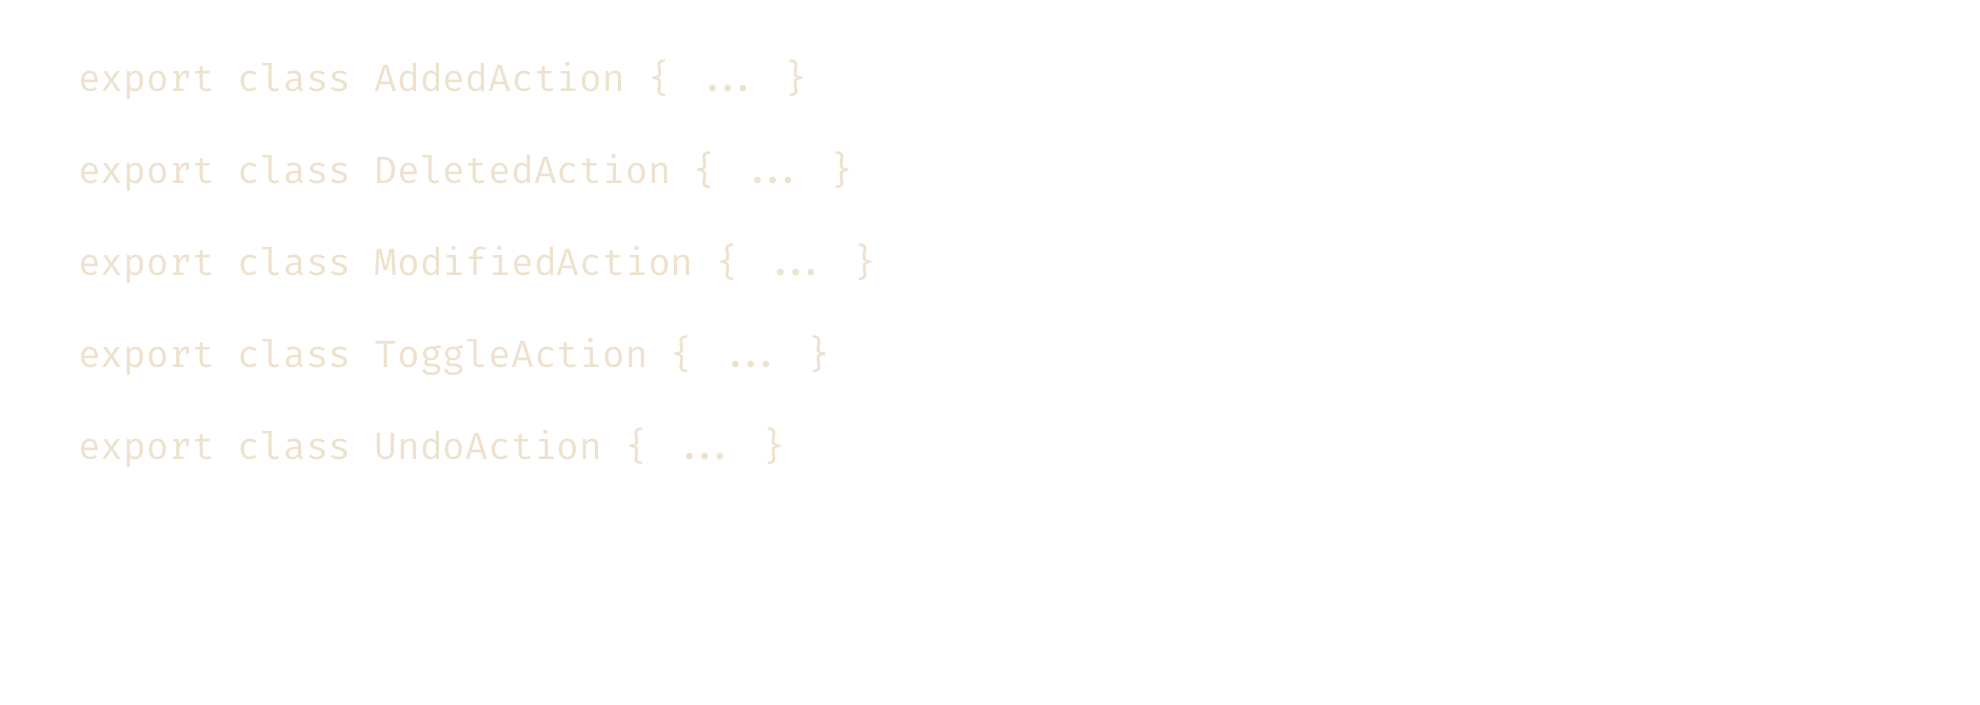 export class AddedAction { ... }
export class DeletedAction { ... }
export class ModifiedAction { ... }
export class ToggleAction { ... }
export class UndoAction { ... }